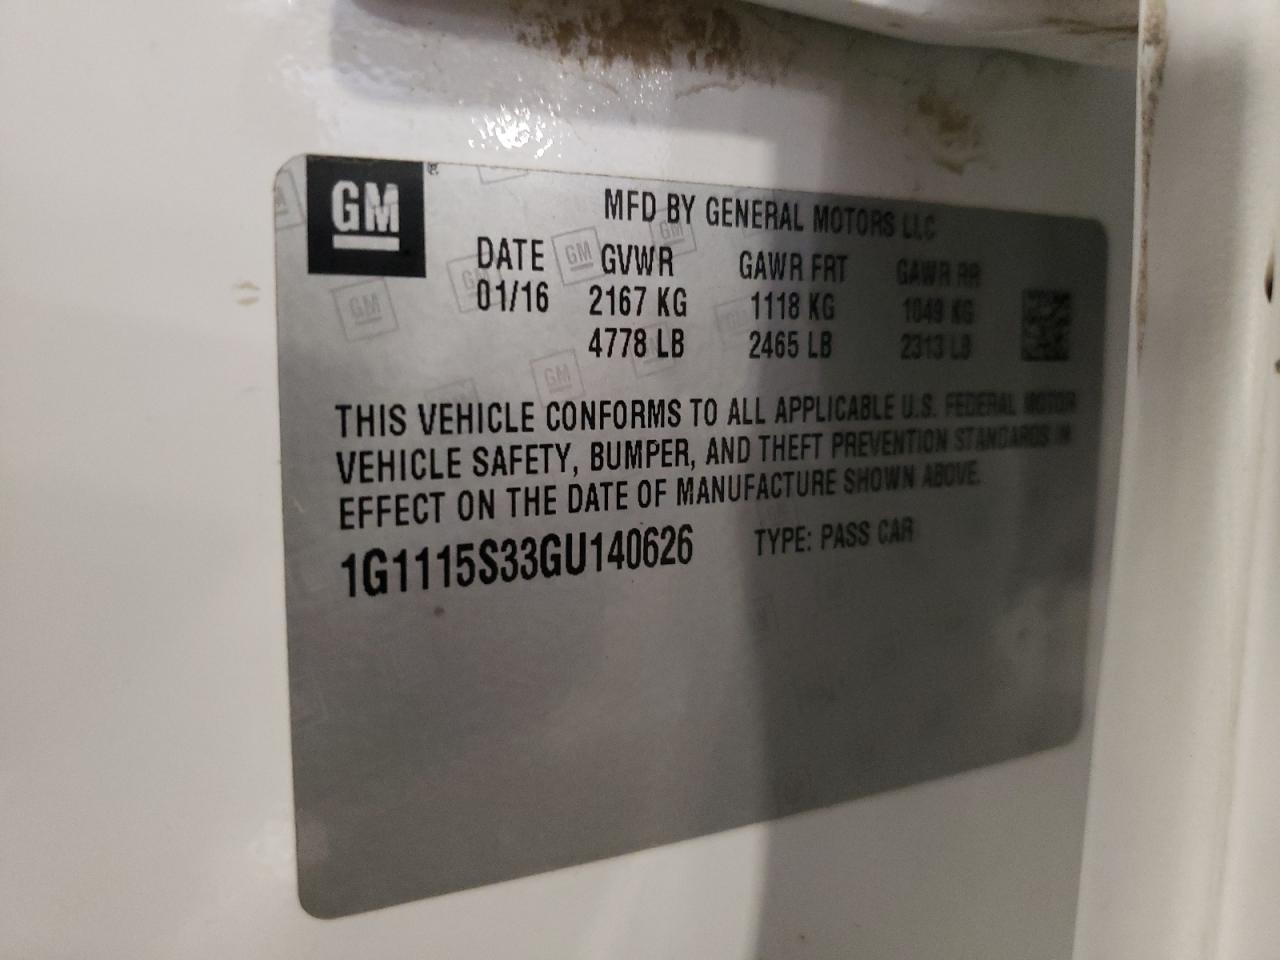 GM
MFD BY GENERAL MOTORS LLC
DATE GVWR GAWR FRT GAWR RR
01/16 2167 KG 1118 KG 1049 KG
4778 LB 2465 LB 2313 LB
THIS VEHICLE CONFORMS TO ALL APPLICABLE U.S. FEDERAL MOTOR
VEHICLE SAFETY, BUMPER, AND THEFT PREVENTION STANDARDS IN
EFFECT ON THE DATE OF MANUFACTURE SHOWN ABOVE.
1G1115S33GU140626 TYPE: PASS CAR